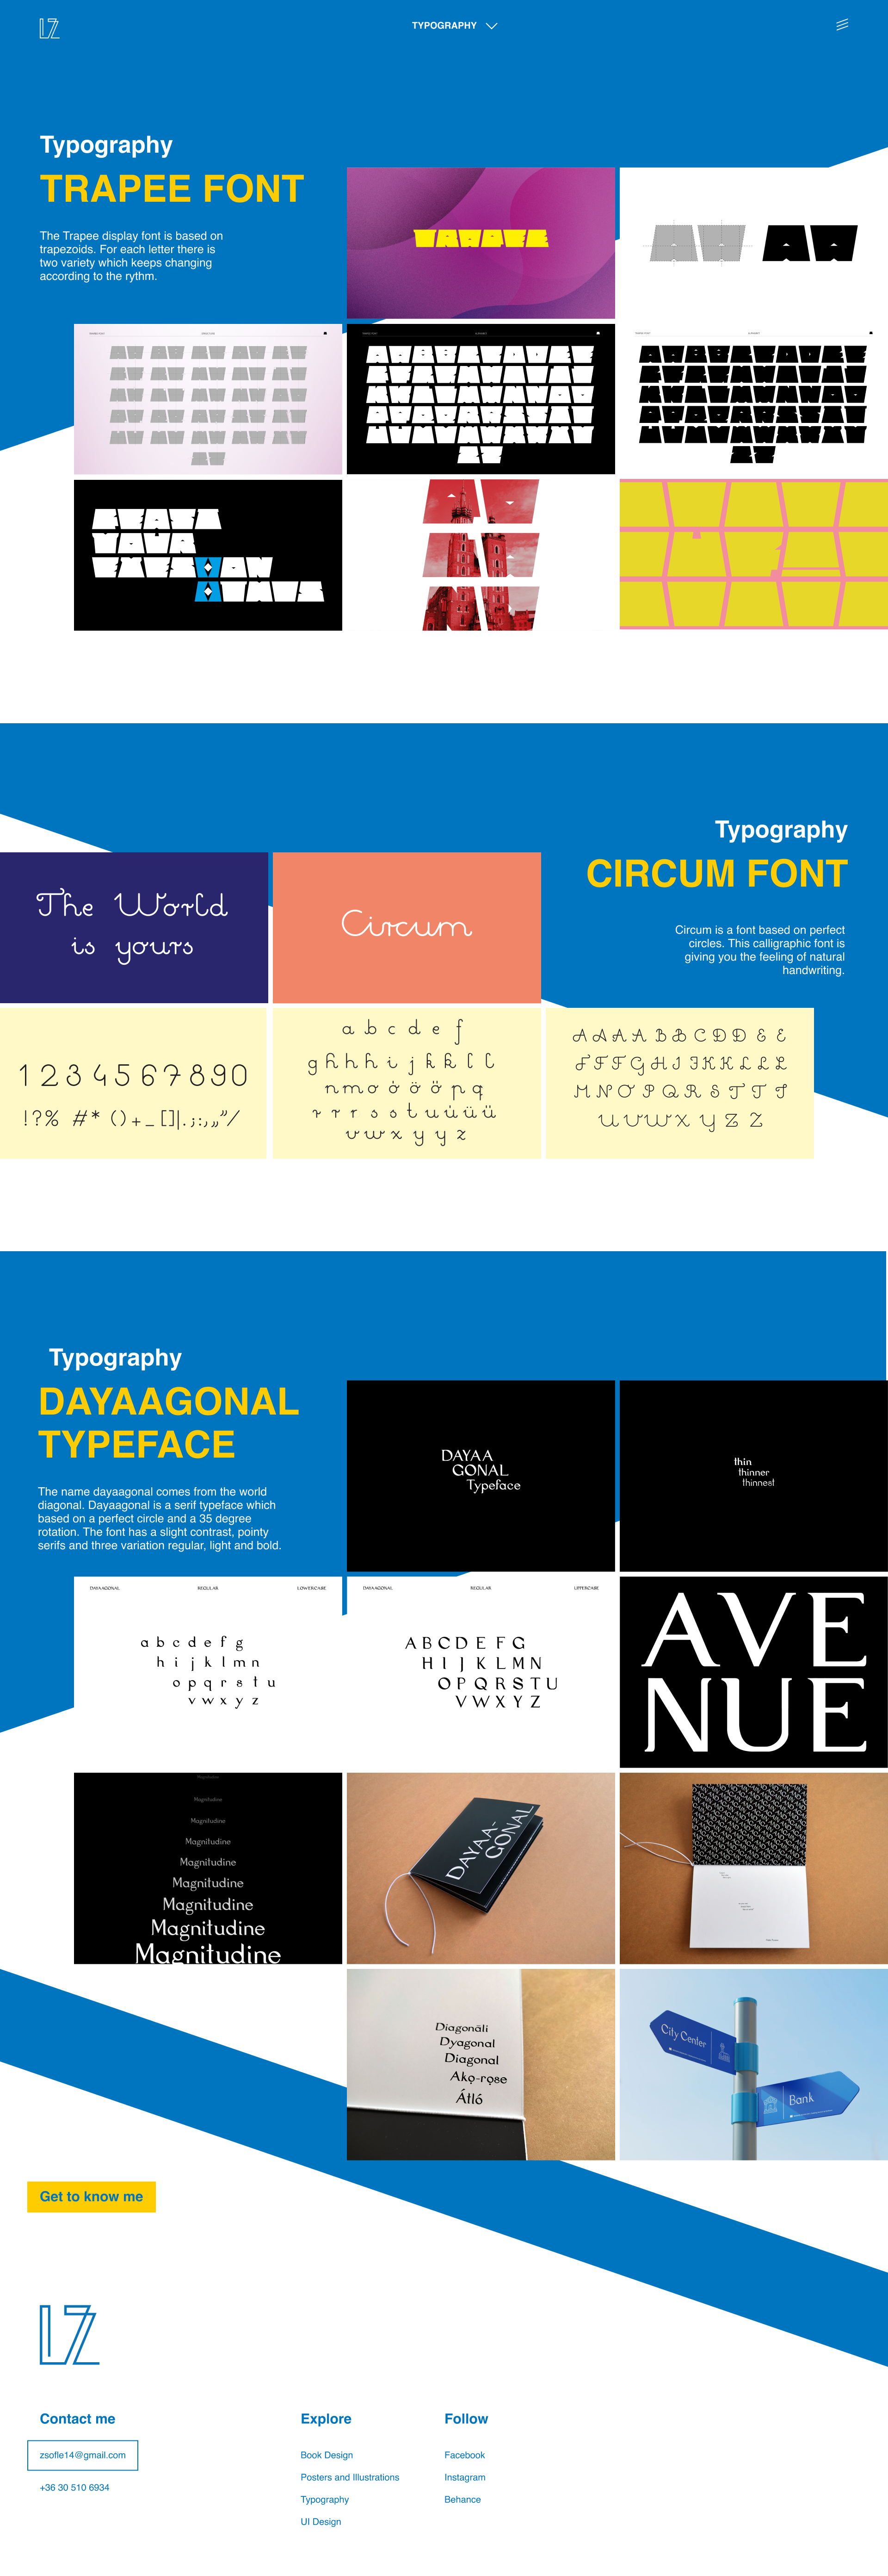 LZ
TYPOGRAPHY
Typography
TRAPEE FONT
The Trapee display font is based on
trapezoids. For each letter there is
two variety which keeps changing
according to the rythm.
TRAPEE
Typography
CIRCUM FONT
Circum is a font based on perfect
circles. This calligraphic font is
giving you the feeling of natural
handwriting.
The World
is yours
Circum
1 2 3 4 5 6 7 8 9 0
!?% #* ()+_[]|.;:,„”/
a b c d e f
g h h h i j k k l l
n m o ó ö ő p q
r r r s s t u ú ü ű
v w x y y z
A A A A B B C D D E E
F F F G H I J K K L L L
M N O P Q R S T T T
U U W X Y Z Z
Typography
DAYAAGONAL
TYPEFACE
The name dayaagonal comes from the world
diagonal. Dayaagonal is a serif typeface which
based on a perfect circle and a 35 degree
rotation. The font has a slight contrast, pointy
serifs and three variation regular, light and bold.
DAYAA
GONAL
Typeface
thin
thinner
thinnest
DAYAAGONAL REGULAR LOWERCASE
a b c d e f g
h i j k l m n
o p q r s t u
v w x y z
DAYAAGONAL REGULAR UPPERCASE
A B C D E F G
H I J K L M N
O P Q R S T U
V W X Y Z
AVE
NUE
Magnitudine
Magnitudine
Magnitudine
Magnitudine
Magnitudine
Magnitudine
Magnitudine
Magnitudine
Magnitudine
DAYAA-
GONAL
Diagonāli
Dyagonal
Diagonal
Akọ-rọse
Átló
City Center
Bank
Get to know me
LZ
Contact me
zsofle14@gmail.com
+36 30 510 6934
Explore
Book Design
Posters and Illustrations
Typography
UI Design
Follow
Facebook
Instagram
Behance